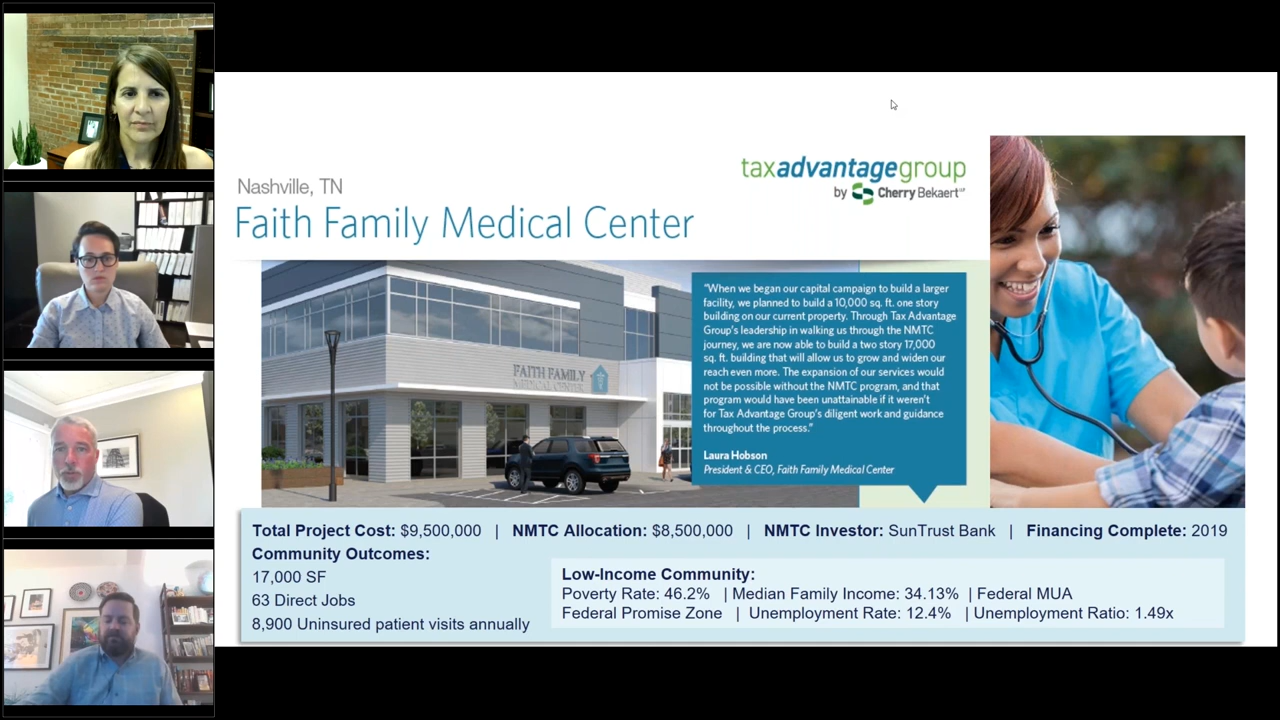 taxadvantagegroup
by Cherry Bekaert LLP
Nashville, TN
Faith Family Medical Center
FAITH FAMILY
MEDICAL CENTER
"When we began our capital campaign to build a larger
facility, we planned to build a 10,000 sq. ft. one story
building on our current property. Through Tax Advantage
Group's leadership in walking us through the NMTC
journey, we are now able to build a two story 17,000
sq. ft. building that will allow us to grow and widen our
reach even more. The expansion of our services would
not be possible without the NMTC program, and that
program would have been unattainable if it weren't
for Tax Advantage Group's diligent work and guidance
throughout the process."
Laura Hobson
President & CEO, Faith Family Medical Center
Total Project Cost: $9,500,000 | NMTC Allocation: $8,500,000 | NMTC Investor: SunTrust Bank | Financing Complete: 2019
Community Outcomes:
17,000 SF
63 Direct Jobs
8,900 Uninsured patient visits annually
Low-Income Community:
Poverty Rate: 46.2% | Median Family Income: 34.13% | Federal MUA
Federal Promise Zone | Unemployment Rate: 12.4% | Unemployment Ratio: 1.49x